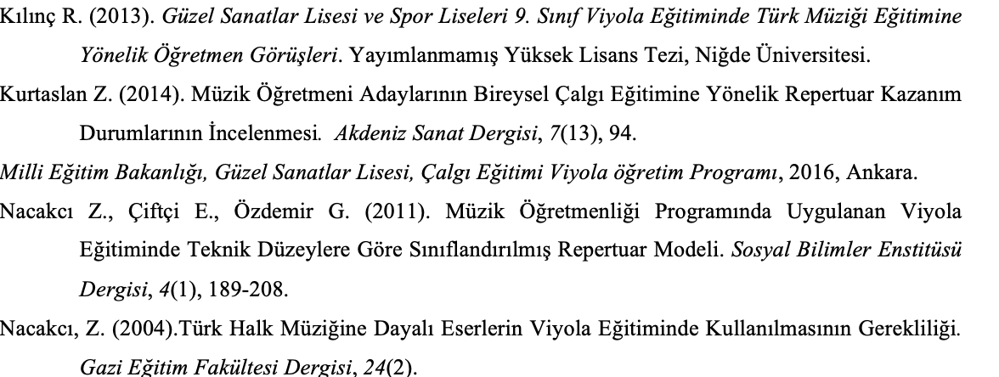 Kılınç R. (2013). Güzel Sanatlar Lisesi ve Spor Liseleri 9. Sınıf Viyola Eğitiminde Türk Müziği Eğitimine
Yönelik Öğretmen Görüşleri. Yayımlanmamış Yüksek Lisans Tezi, Niğde Üniversitesi.
Kurtaslan Z. (2014). Müzik Öğretmeni Adaylarının Bireysel Çalgı Eğitimine Yönelik Repertuar Kazanım
Durumlarının İncelenmesi. Akdeniz Sanat Dergisi, 7(13), 94.
Milli Eğitim Bakanlığı, Güzel Sanatlar Lisesi, Çalgı Eğitimi Viyola öğretim Programı, 2016, Ankara.
Nacakcı Z., Çiftçi E., Özdemir G. (2011). Müzik Öğretmenliği Programında Uygulanan Viyola
Eğitiminde Teknik Düzeylere Göre Sınıflandırılmış Repertuar Modeli. Sosyal Bilimler Enstitüsü
Dergisi, 4(1), 189-208.
Nacakcı, Z. (2004).Türk Halk Müziğine Dayalı Eserlerin Viyola Eğitiminde Kullanılmasının Gerekliliği.
Gazi Eğitim Fakültesi Dergisi, 24(2).